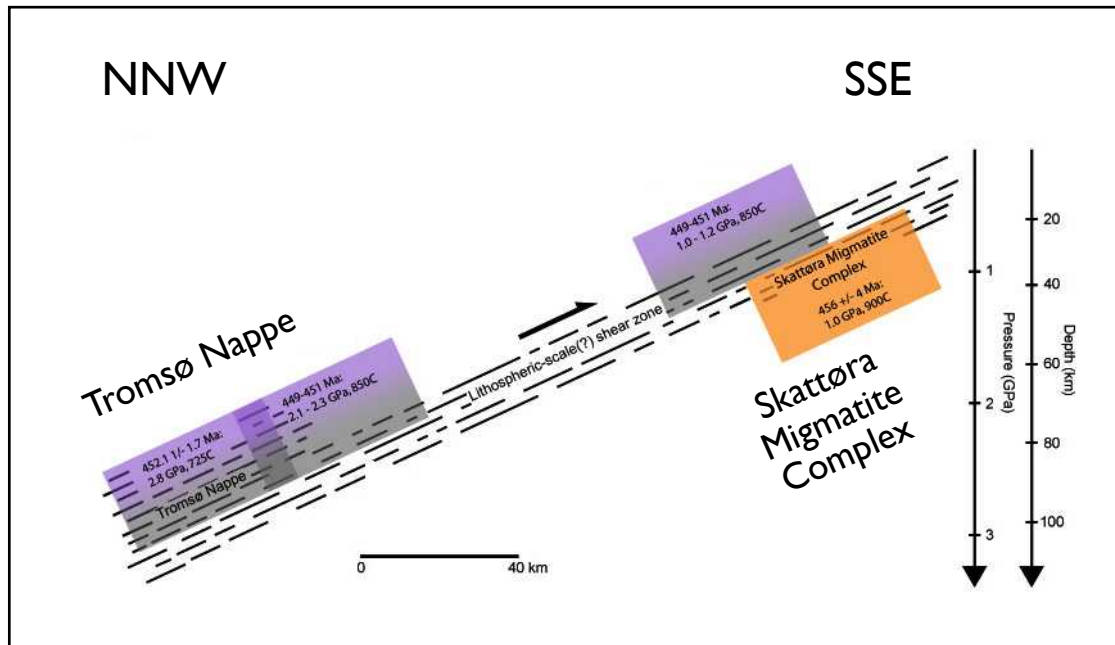 NNW
SSE
449-451 Ma:
1.0 - 1.2 GPa, 850C
Skattøra Migmatite
Complex
456 +/- 4 Ma:
1.0 GPa, 900C
Lithospheric-scale(?) shear zone
Tromsø Nappe
449-451 Ma:
2.1 - 2.3 GPa, 850C
452.1 1/- 1.7 Ma:
2.8 GPa, 725C
Tromsø Nappe
Skattøra
Migmatite
Complex
0
40 km
1
2
3
Pressure (GPa)
20
40
60
80
100
Depth (km)